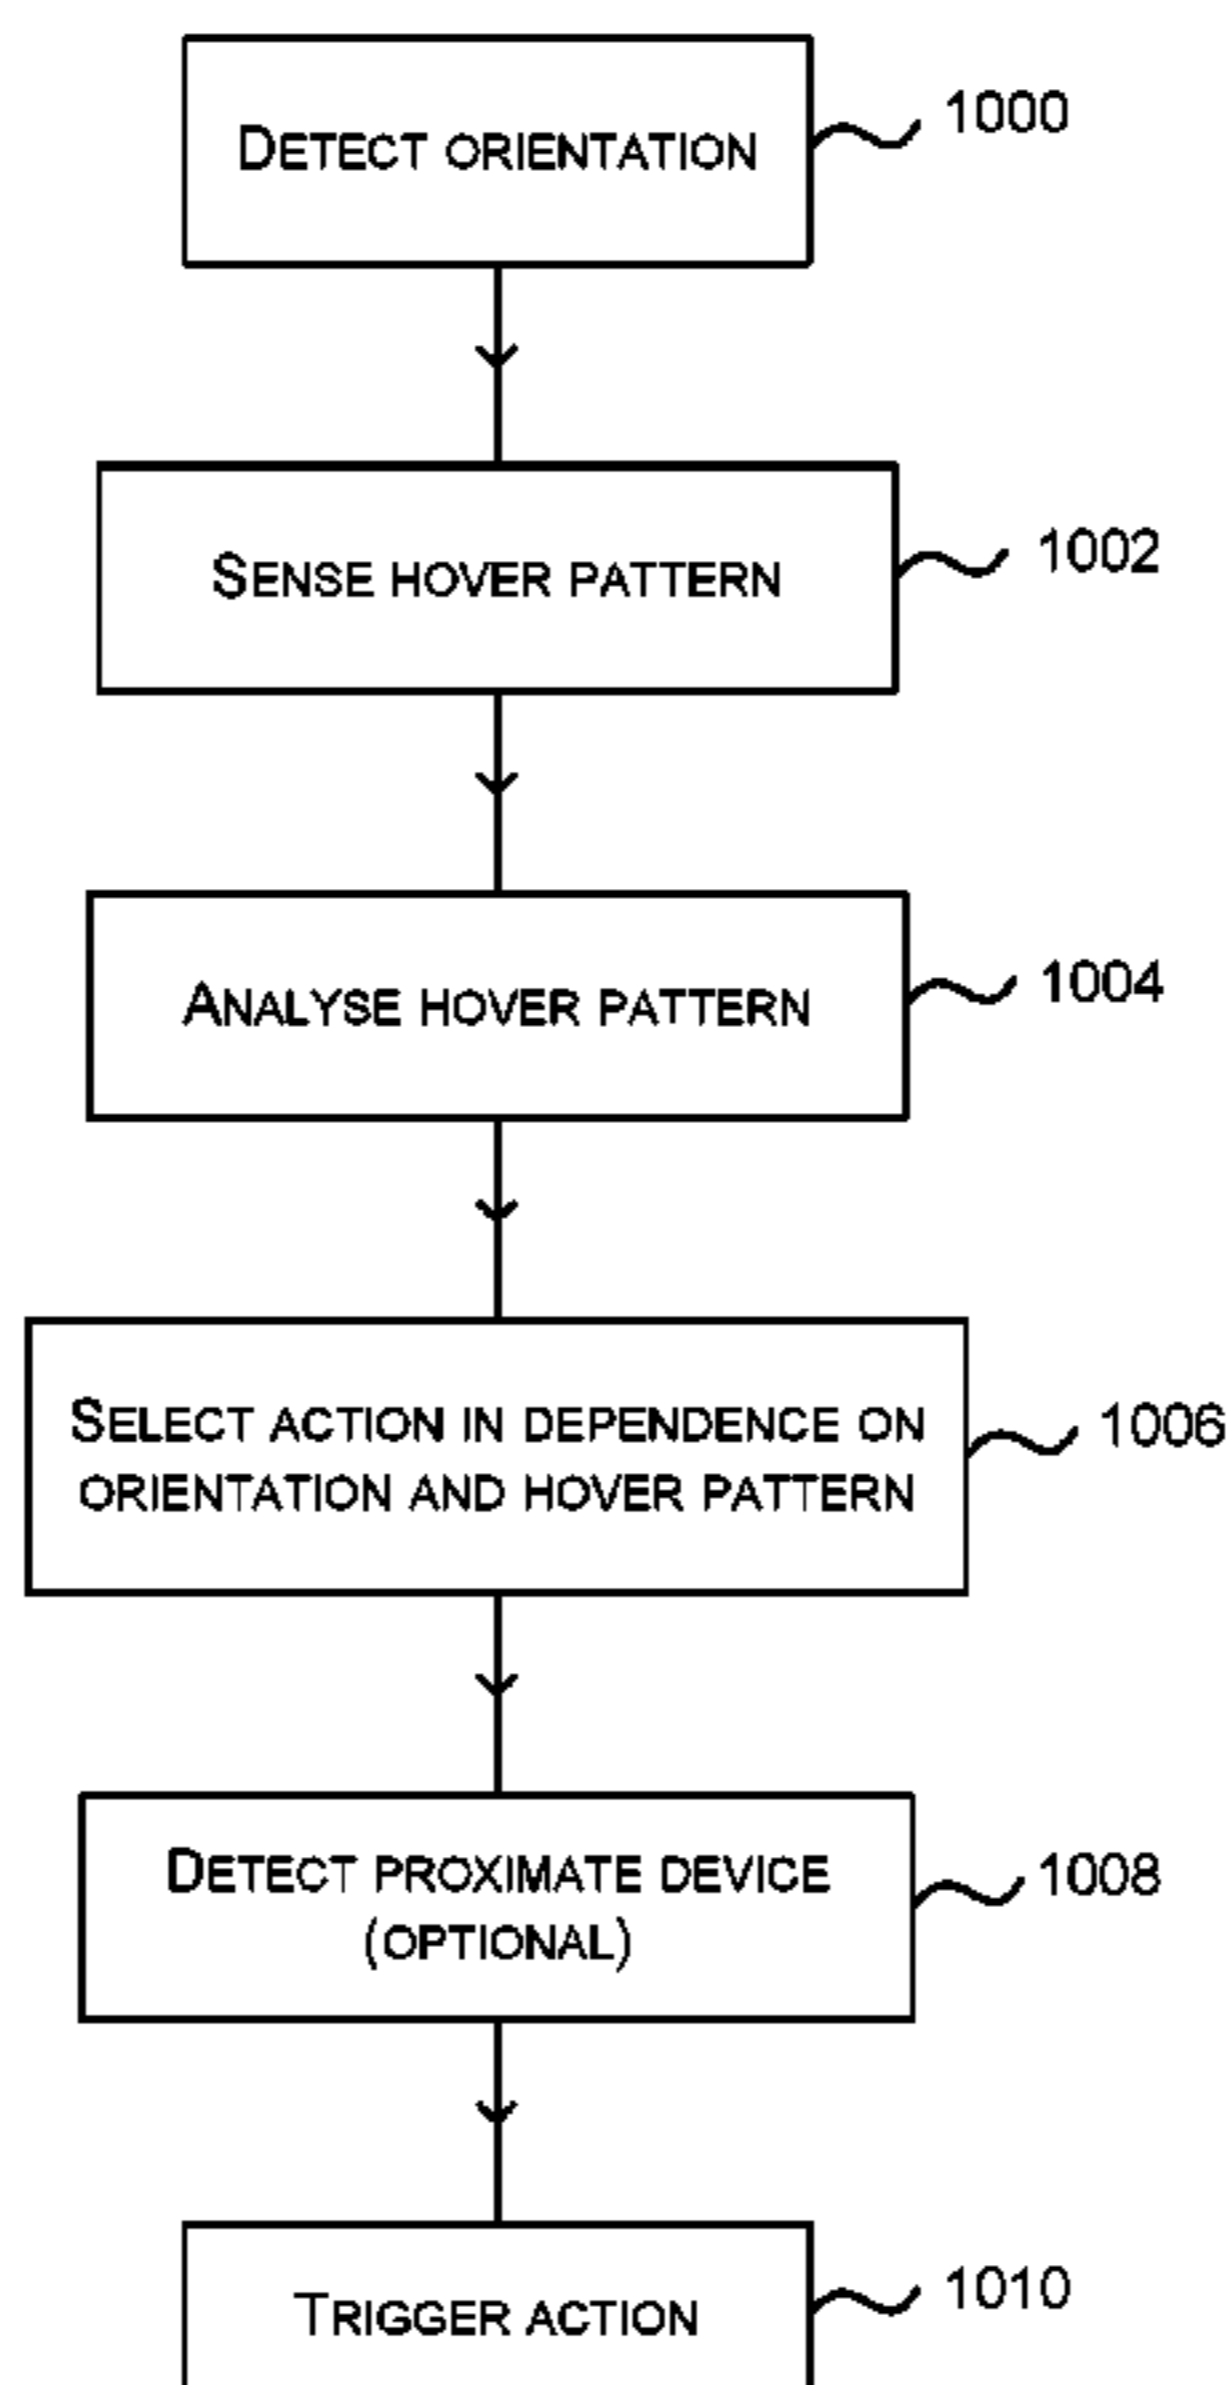 DETECT ORIENTATION
1000
SENSE HOVER PATTERN
1002
ANALYSE HOVER PATTERN
1004
SELECT ACTION IN DEPENDENCE ON
ORIENTATION AND HOVER PATTERN
1006
DETECT PROXIMATE DEVICE
(OPTIONAL)
1008
TRIGGER ACTION
1010